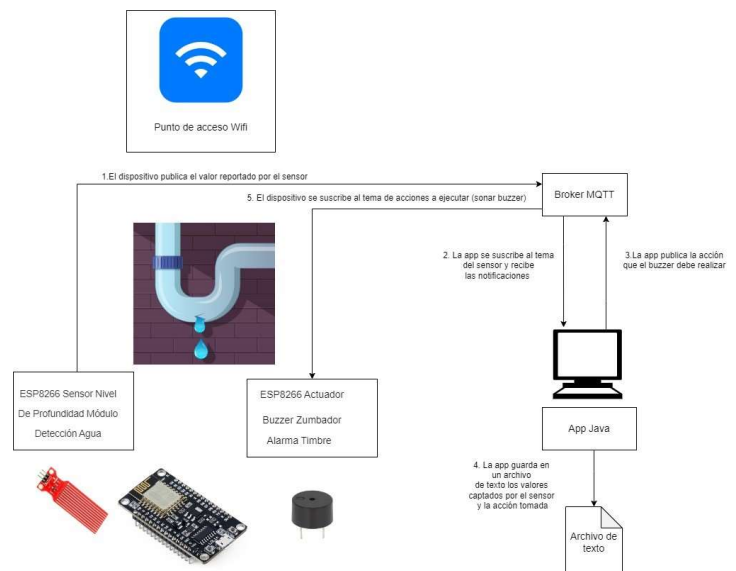 Punto de acceso Wifi
1.El dispositivo publica el valor reportado por el sensor
5. El dispositivo se suscribe al tema de acciones a ejecutar (sonar buzzer)
Broker MQTT
2. La app se suscribe al tema
del sensor y recibe
las notificaciones
3.La app publica la acción
que el buzzer debe realizar
ESP8266 Sensor Nivel
De Profundidad Módulo
Detección Agua
ESP8266 Actuador
Buzzer Zumbador
Alarma Timbre
App Java
4. La app guarda en
un archivo
de texto los valores
captados por el sensor
y la acción tomada
Archivo de
texto